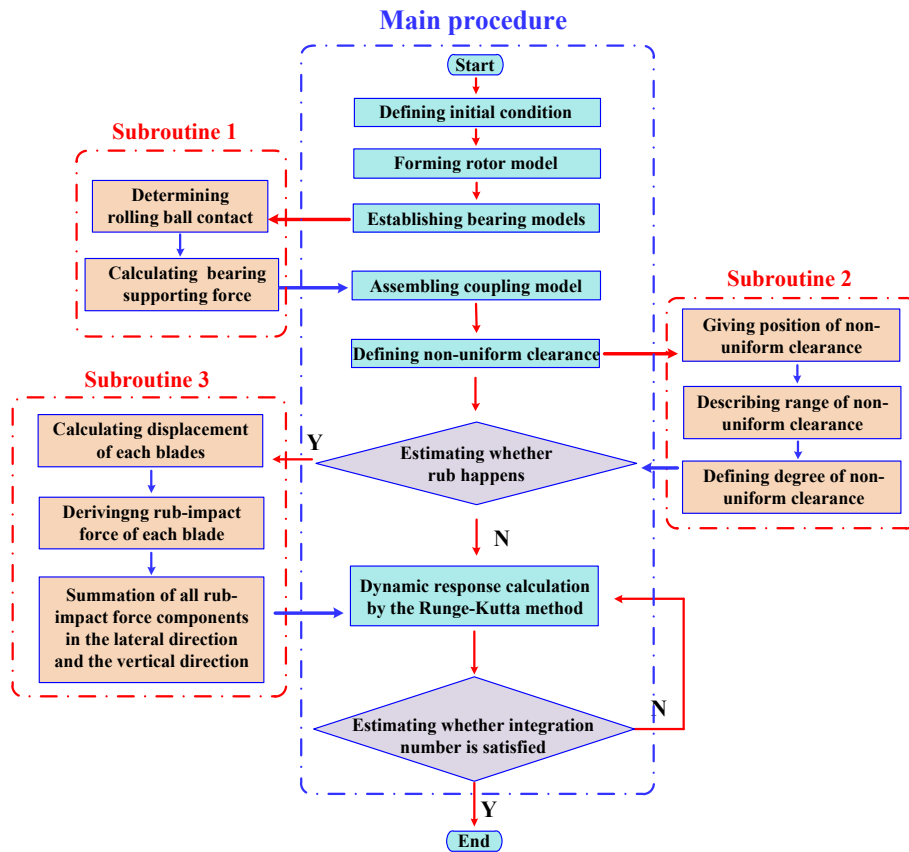 Main procedure
Start
Defining initial condition
Forming rotor model
Establishing bearing models
Subroutine 1
Determining
rolling ball contact
Calculating bearing
supporting force
Assembling coupling model
Defining non-uniform clearance
Subroutine 2
Giving position of non-
uniform clearance
Describing range of non-
uniform clearance
Defining degree of non-
uniform clearance
Estimating whether
rub happens
Y
N
Subroutine 3
Calculating displacement
of each blades
Derivingng rub-impact
force of each blade
Summation of all rub-
impact force components
in the lateral direction
and the vertical direction
Dynamic response calculation
by the Runge-Kutta method
Estimating whether integration
number is satisfied
N
Y
End